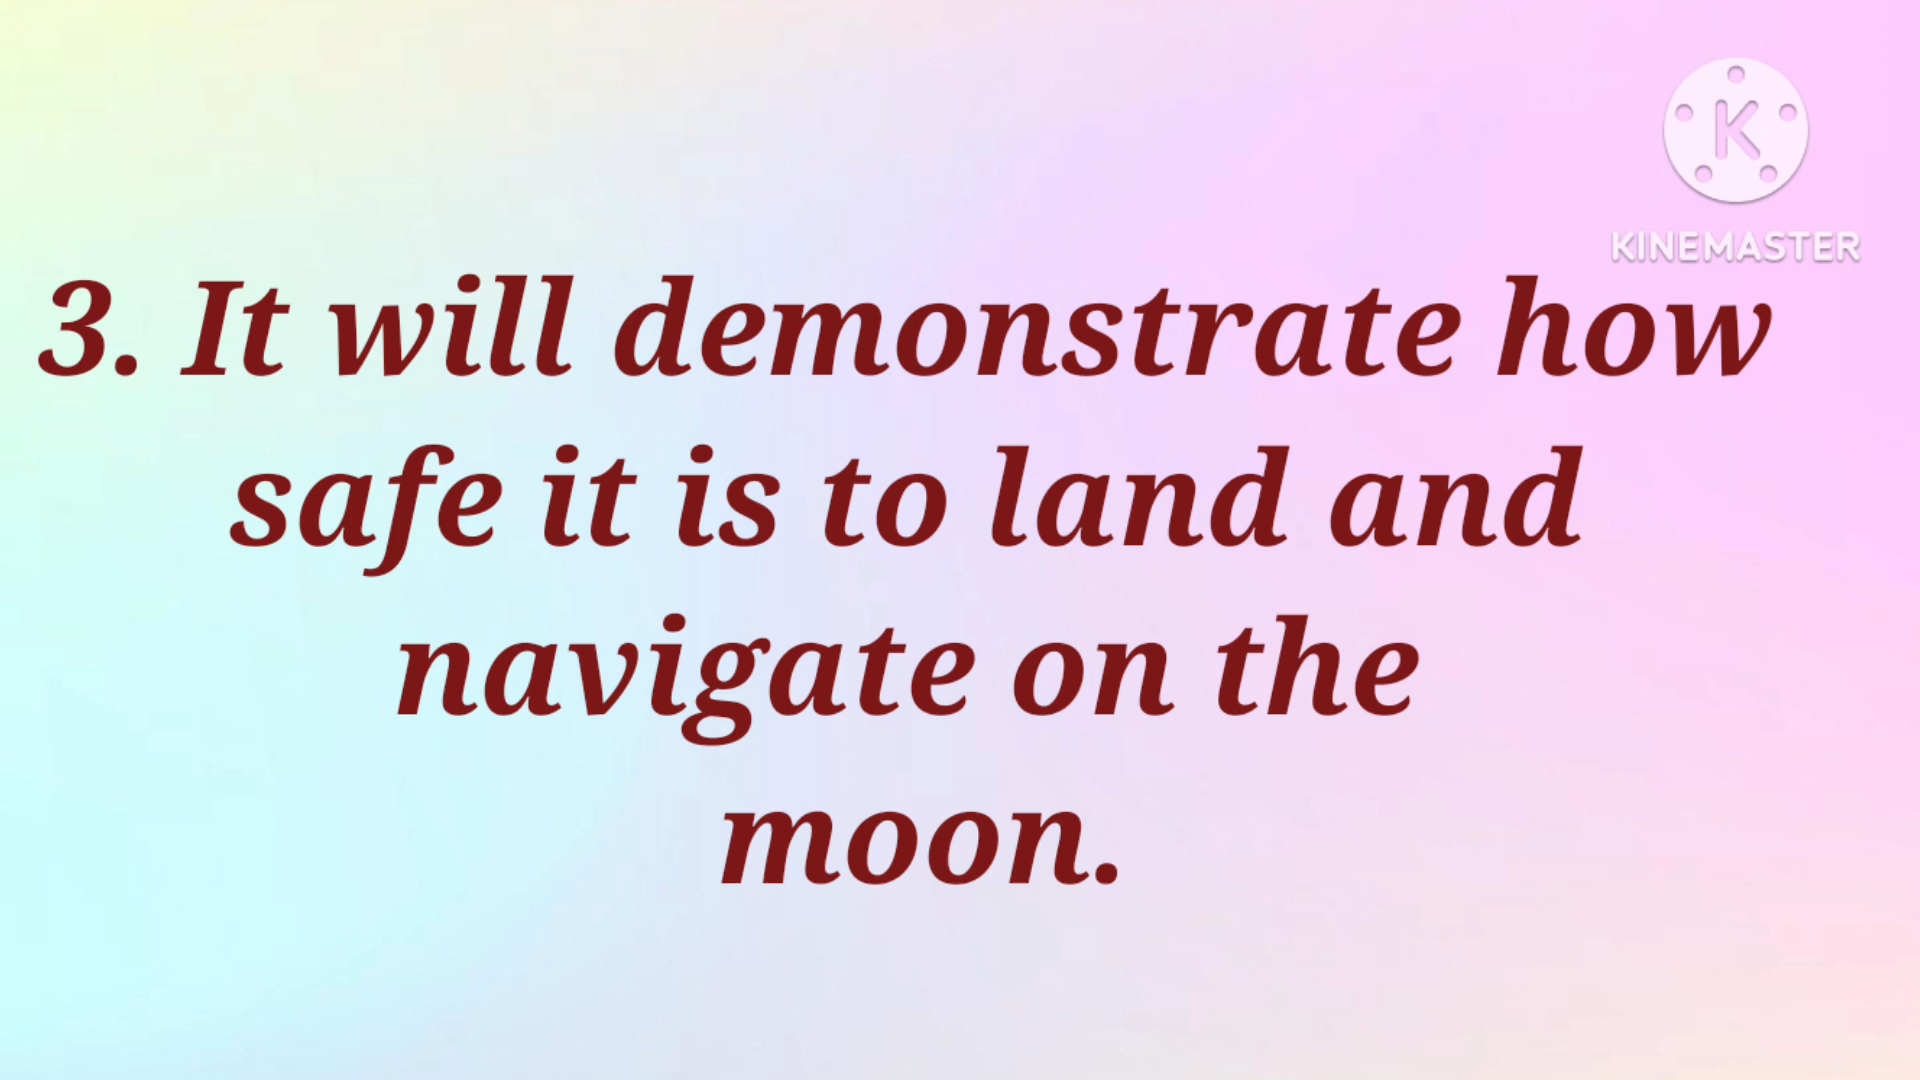 KINEMASTER
3. It will demonstrate how
safe it is to land and
navigate on the
moon.